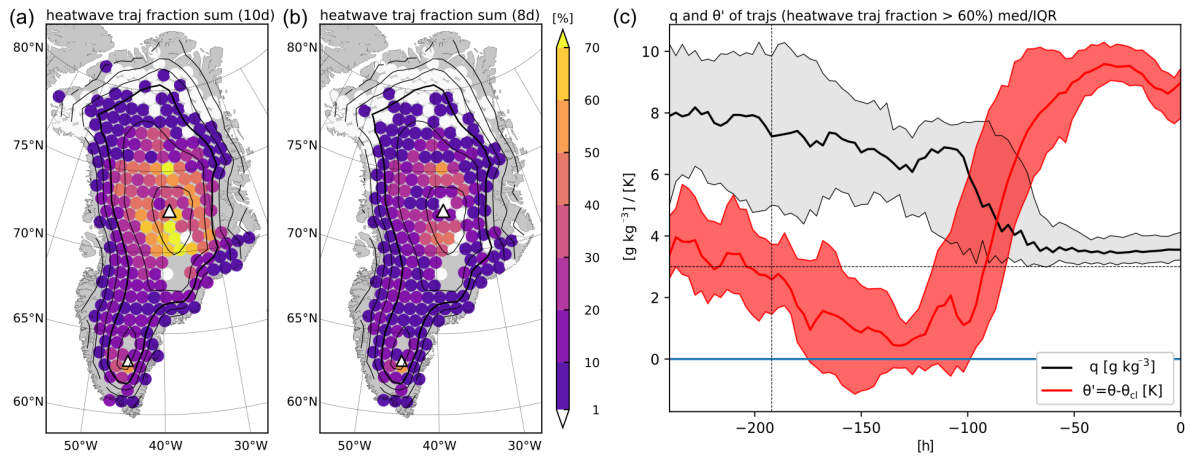 (a) heatwave traj fraction sum (10d)
80°N
75°N
70°N
65°N
60°N
50°W
40°W
30°W
(b) heatwave traj fraction sum (8d)
80°N
75°N
70°N
65°N
60°N
50°W
40°W
30°W
[%]
70
60
50
40
30
20
10
1
(c) q and θ' of trajs (heatwave traj fraction > 60%) med/IQR
[g kg⁻³] / [K]
10
8
6
4
2
0
q [g kg⁻³]
θ'=θ-θcl [K]
−200
−150
−100
−50
0
[h]